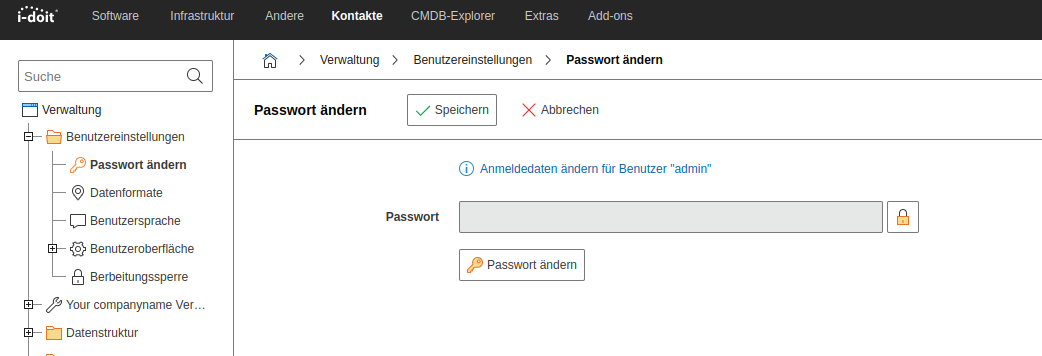 i-doit Software Infrastruktur Andere Kontakte CMDB-Explorer Extras Add-ons
Suche
Verwaltung
Benutzereinstellungen
Passwort ändern
Datenformate
Benutzersprache
Benutzeroberfläche
Berbeitungssperre
Your companyname Ver...
Datenstruktur
Verwaltung Benutzereinstellungen Passwort ändern
Passwort ändern Speichern Abbrechen
Anmeldedaten ändern für Benutzer "admin"
Passwort
Passwort ändern